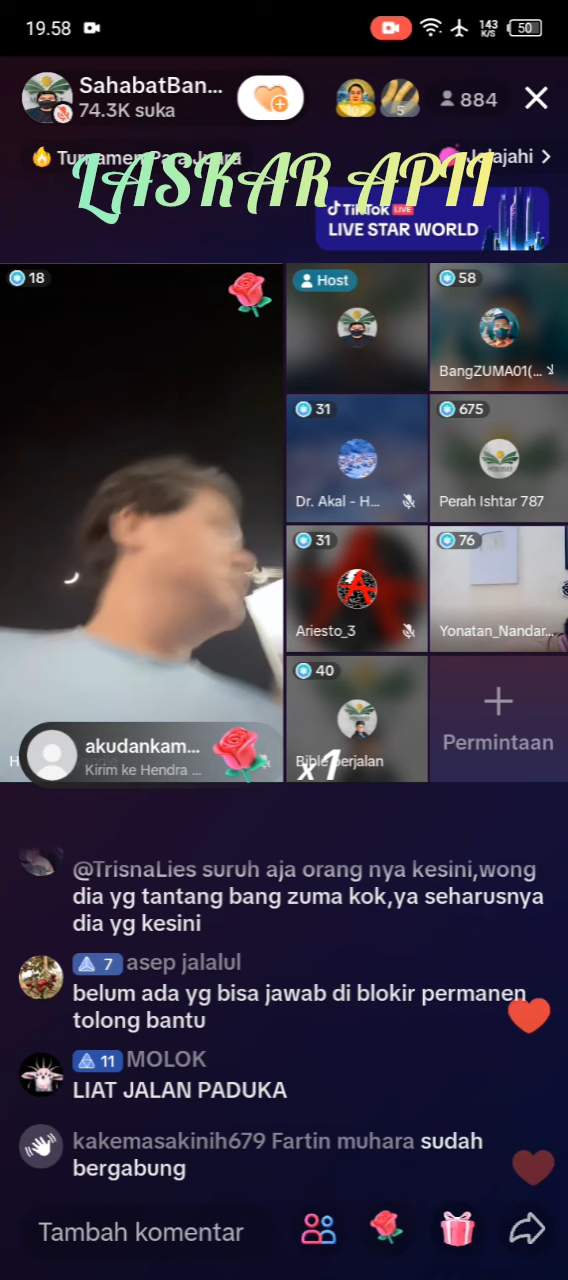 19.58
143
K/S
50
SahabatBan...
74.3K suka
10
5
884
Turnamen Para Juara
Jelajahi
LASKAR APII
TikTok LIVE
LIVE STAR WORLD
18
Host
58
BangZUMA01(...
31
Dr. Akal - H...
675
Perah Ishtar 787
31
Ariesto_3
76
Yonatan_Nandar...
40
Bible Berjalan
Permintaan
H
akudankam...
Kirim ke Hendra ...
x1
@TrisnaLies suruh aja orang nya kesini,wong
dia yg tantang bang zuma kok,ya seharusnya
dia yg kesini
7 asep jalalul
belum ada yg bisa jawab di blokir permanen
tolong bantu
11 MOLOK
LIAT JALAN PADUKA
kakemasakinih679 Fartin muhara sudah
bergabung
Tambah komentar